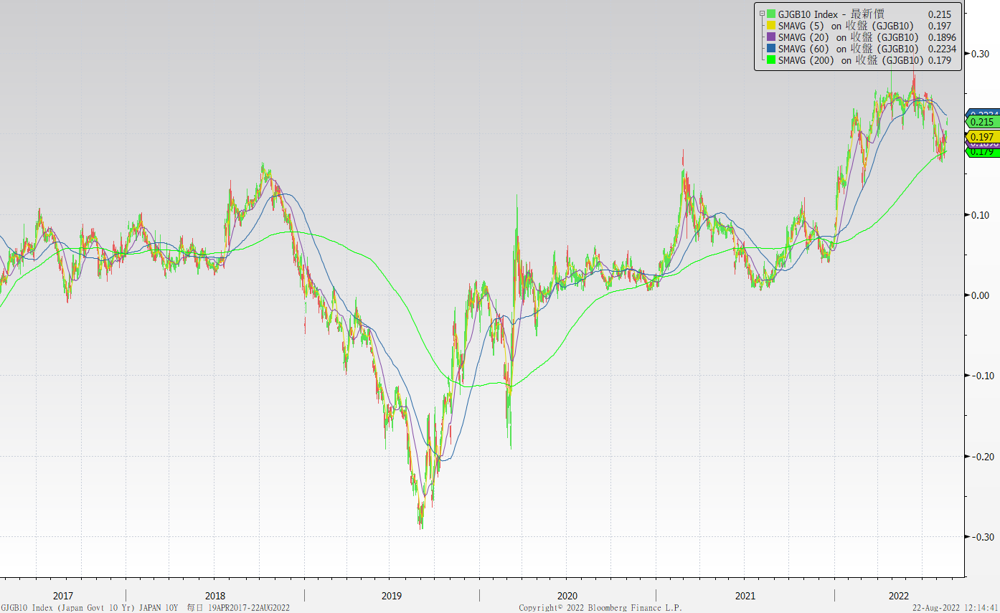 GJGB10 Index - 最新價 0.215
SMAVG (5) on 收盤 (GJGB10) 0.197
SMAVG (20) on 收盤 (GJGB10) 0.1896
SMAVG (60) on 收盤 (GJGB10) 0.2234
SMAVG (200) on 收盤 (GJGB10) 0.179
0.30
0.2234
0.215
0.197
0.1896
0.179
0.10
0.00
-0.10
-0.20
-0.30
2017 2018 2019 2020 2021 2022
GJGB10 Index (Japan Govt 10 Yr) JAPAN 10Y 每日 19APR2017-22AUG2022 Copyright© 2022 Bloomberg Finance L.P. 22-Aug-2022 12:14:41